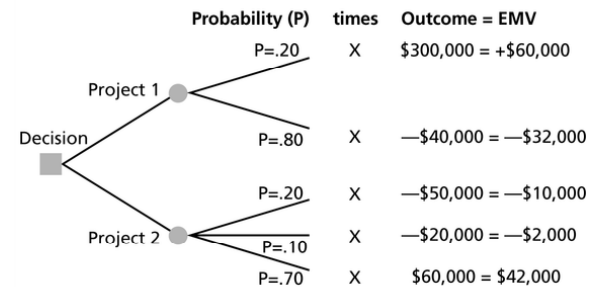 Probability (P) times Outcome = EMV
P=.20 X $300,000 = +$60,000
Project 1
Decision
P=.80 X —$40,000 = —$32,000
P=.20 X —$50,000 = —$10,000
Project 2
P=.10 X —$20,000 = —$2,000
P=.70 X $60,000 = $42,000